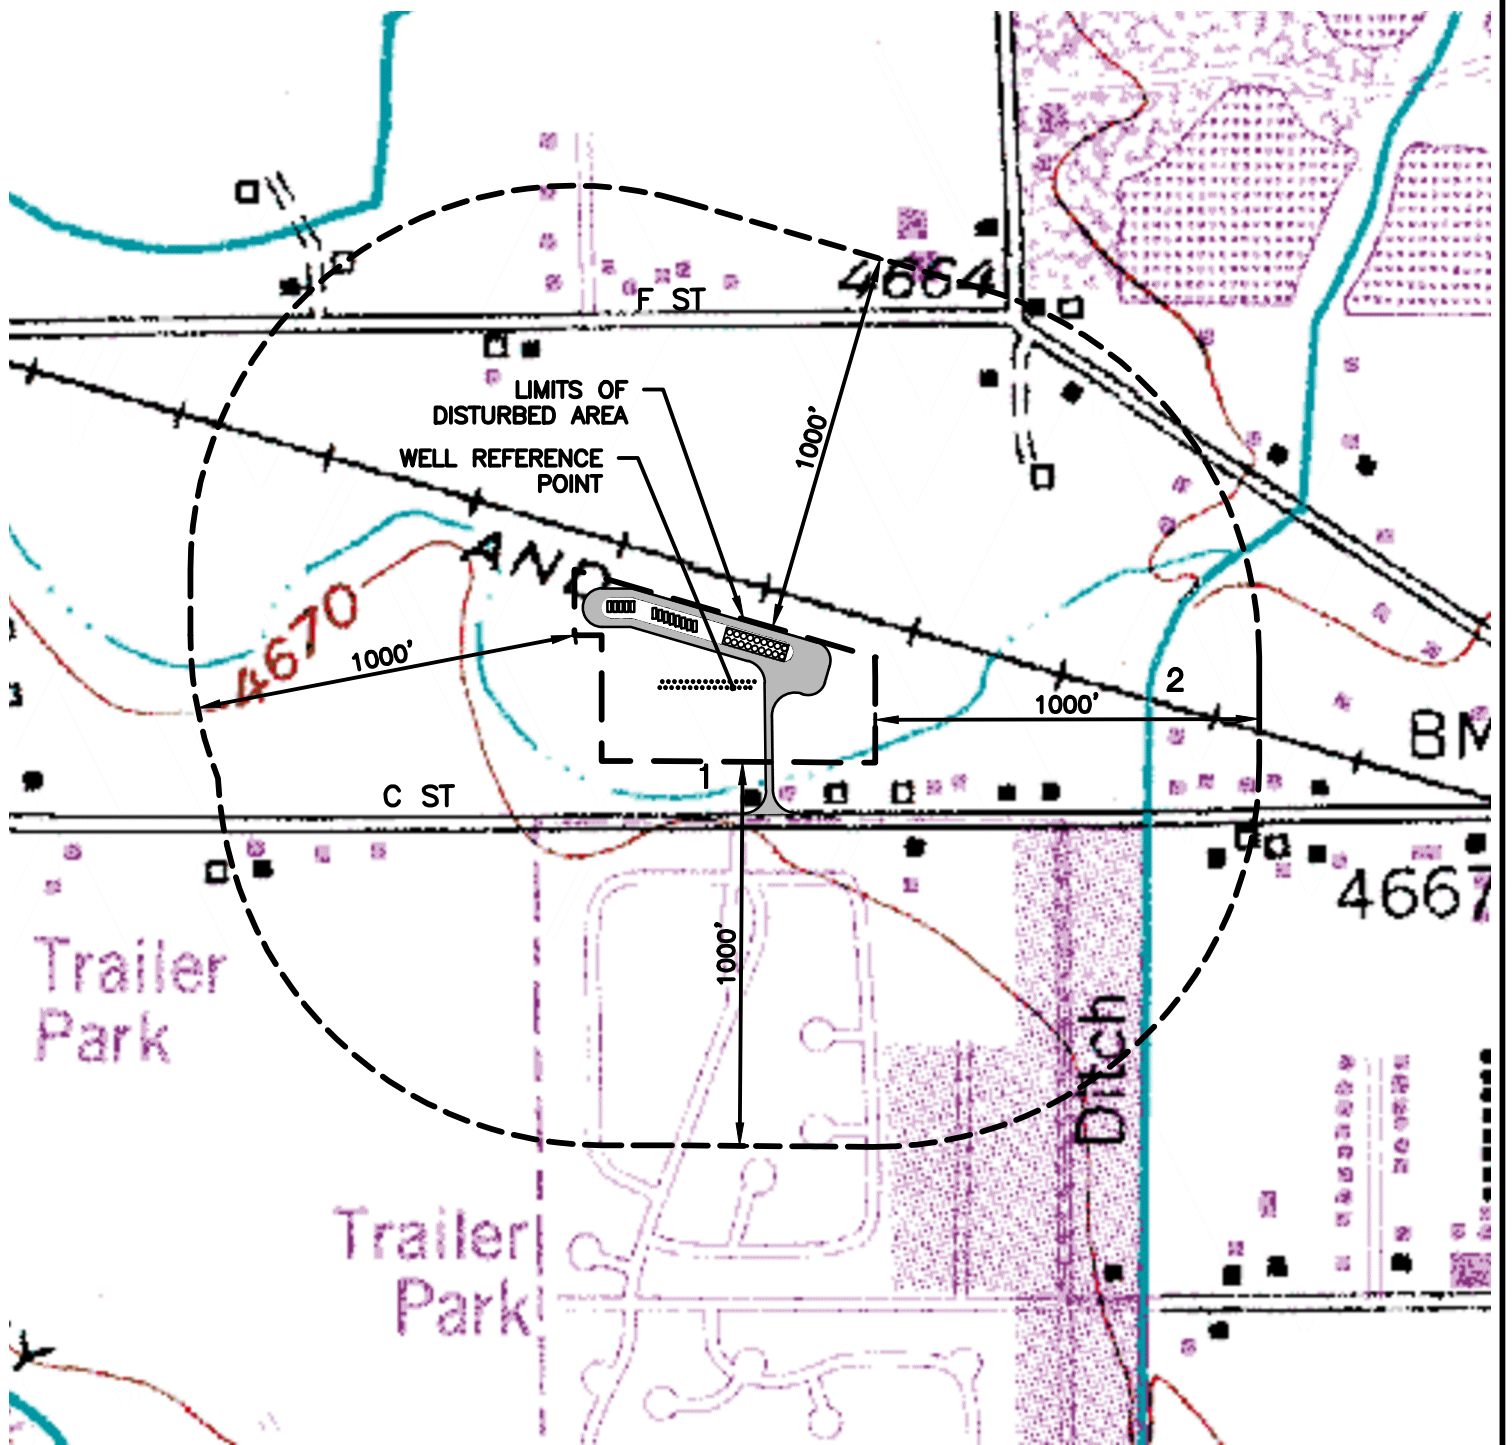 4664
F ST
LIMITS OF
DISTURBED AREA
1000'
WELL REFERENCE
POINT
AND
4670
1000'
2
1000'
BM
1
C ST
4667
1000'
Trailer
Park
Ditch
Trailer
Park